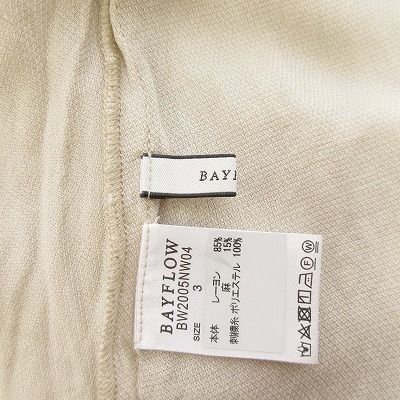 BAYF
BAYFLOW
BW2005NW04
SIZE 3
本体 レーヨン 85%
麻 15%
刺繍糸 ポリエステル 100%
F
W